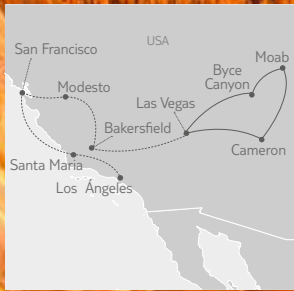 USA
San Francisco
Moab
Byce
Canyon
Modesto
Las Vegas
Bakersfield
Cameron
Santa Maria
Los Ángeles